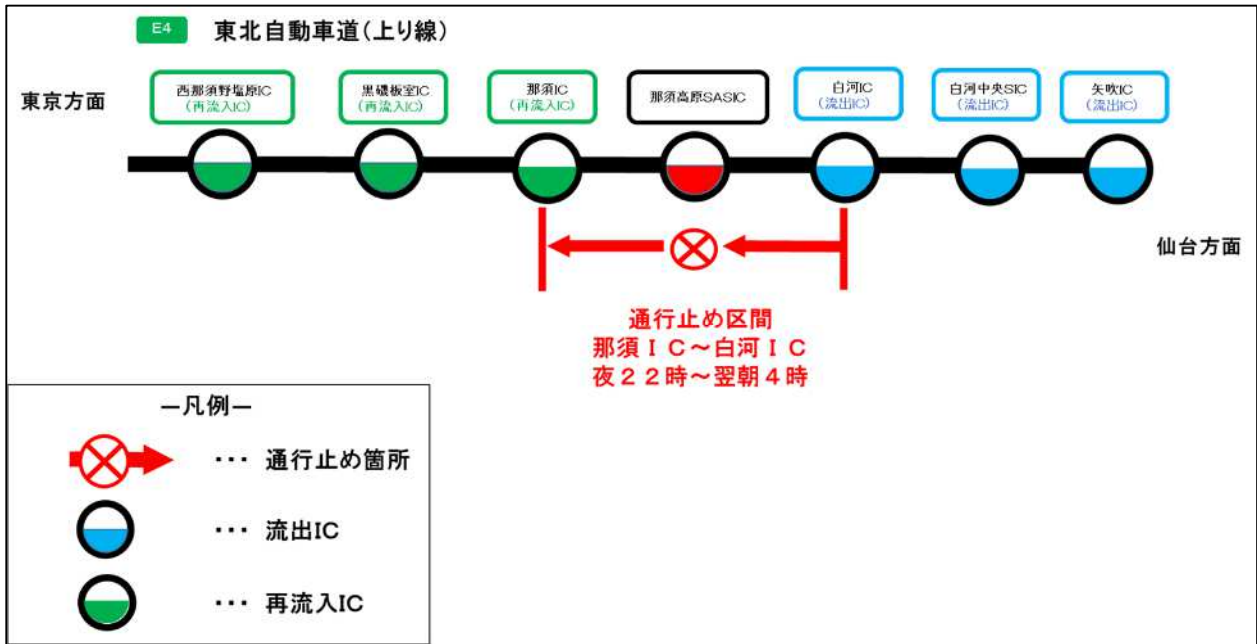 E4 東北自動車道(上り線)
東京方面
西那須野塩原IC
(再流入IC)
黒磯板室IC
(再流入IC)
那須IC
(再流入IC)
那須高原SASIC
白河IC
(流出IC)
白河中央SIC
(流出IC)
矢吹IC
(流出IC)
仙台方面
通行止め区間
那須IC~白河IC
夜22時~翌朝4時
―凡例―
・・・ 通行止め箇所
・・・ 流出IC
・・・ 再流入IC